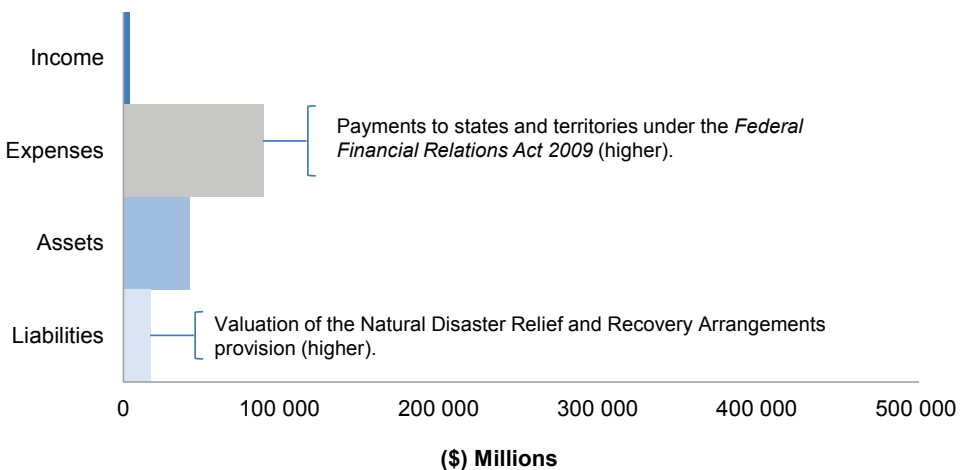 Income
Expenses
Payments to states and territories under the Federal
Financial Relations Act 2009 (higher).
Assets
Liabilities
Valuation of the Natural Disaster Relief and Recovery Arrangements
provision (higher).
0 100 000 200 000 300 000 400 000 500 000
($) Millions